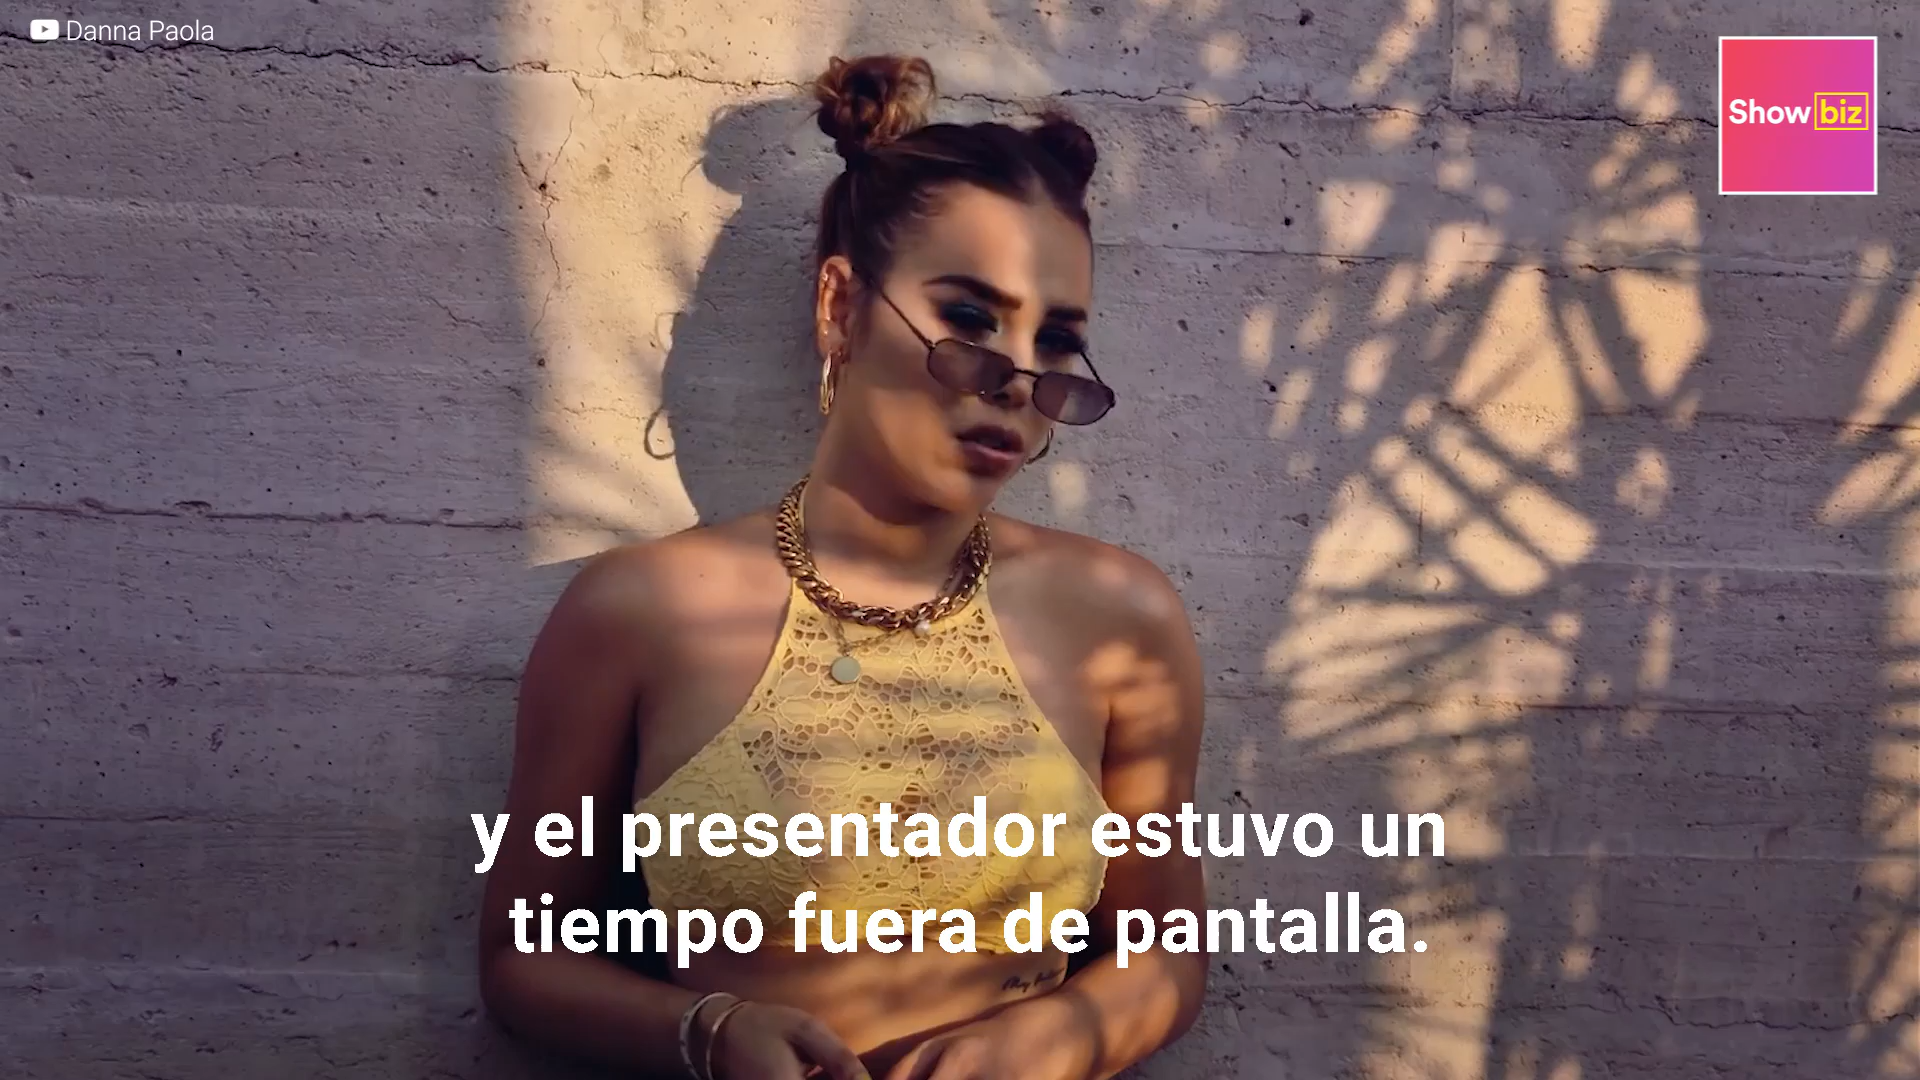 Danna Paola
Show biz
y el presentador estuvo un
tiempo fuera de pantalla.